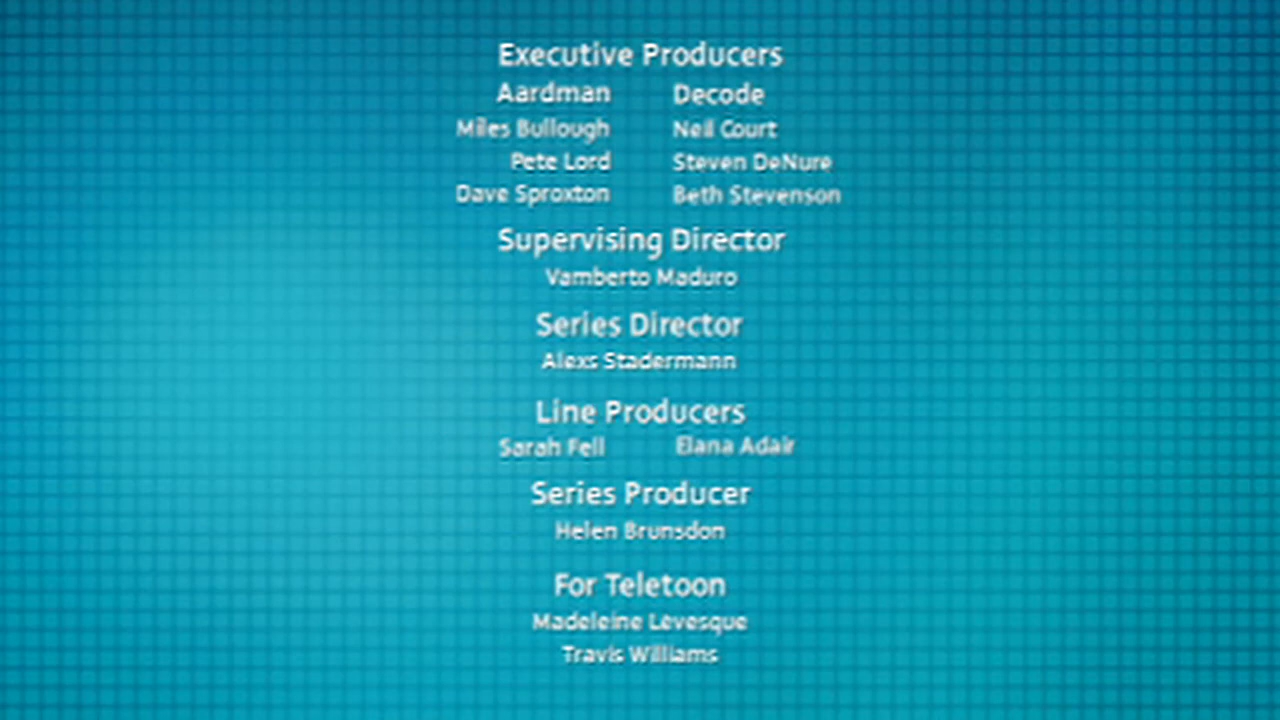 Executive Producers
Aardman Decode
Miles Bullough Neil Court
Pete Lord Steven DeNure
Dave Sproxton Beth Stevenson
Supervising Director
Vamberto Maduro
Series Director
Alexs Stadermann
Line Producers
Sarah Fell Elana Adair
Series Producer
Helen Brunsdon
For Teletoon
Madeleine Levesque
Travis Williams